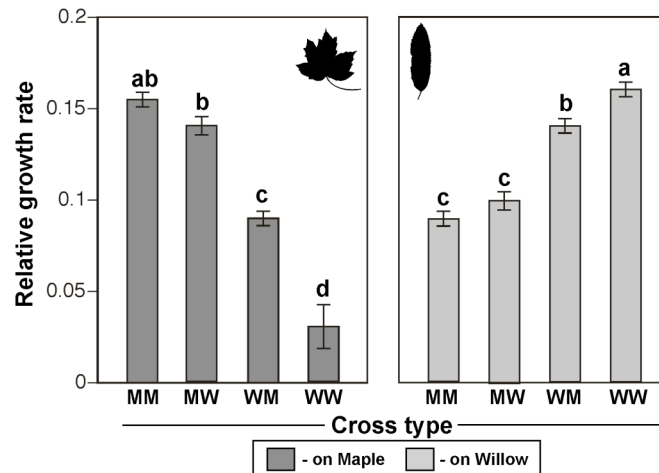 0.2
0.15
0.1
0.05
0
Relative growth rate
ab
b
c
d
c
c
b
a
MM MW WM WW
MM MW WM WW
Cross type
- on Maple - on Willow